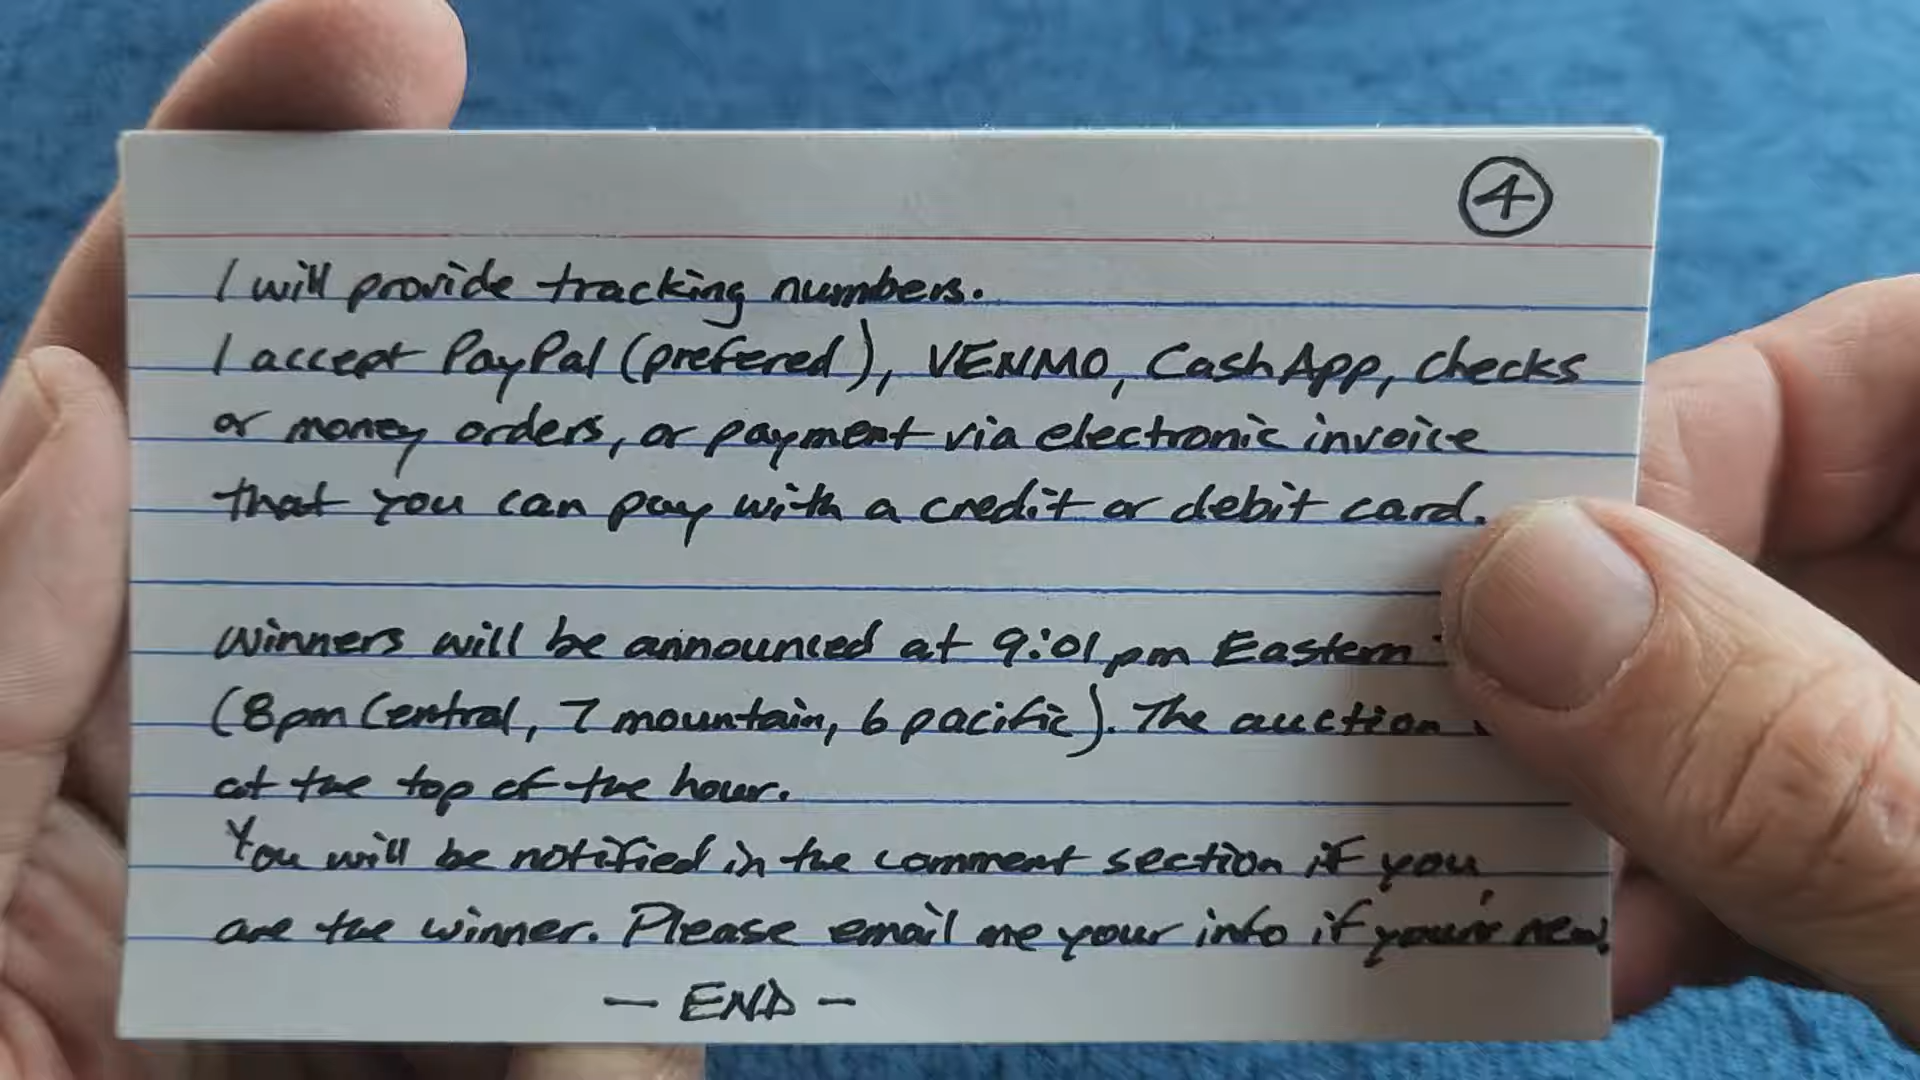 4
I will provide tracking numbers.
I accept PayPal (prefered), VENMO, Cash App, checks
or money orders, or payment via electronic invoice
that you can pay with a credit or debit card.
Winners will be announced at 9:01 pm Eastern
(8pm Central, 7 mountain, 6 pacific). The auction
at the top of the hour.
You will be notified in the comment section if you
are the winner. Please email me your info if you're new.
— END —